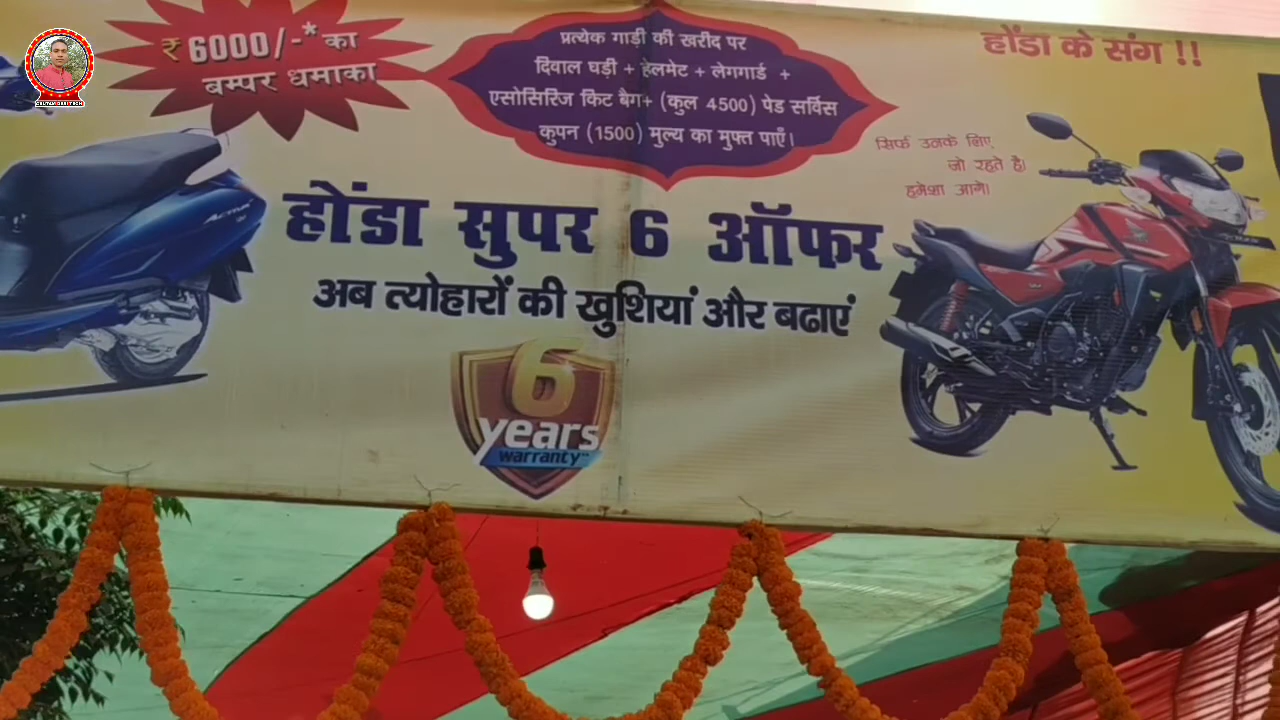 ₹ 6000/-* का
बम्पर धमाका
प्रत्येक गाड़ी की खरीद पर
दिवाल घड़ी + हेलमेट + लेगगार्ड +
एसोसिरिज किट बैग+ (कुल 4500) पेड सर्विस
कुपन (1500) मुल्य का मुफ्त पाएँ।
होंडा के संग !!
सिर्फ उनके लिए
जो रहते है।
हमेशा आगे।
होंडा सुपर 6 ऑफर
अब त्योहारों की खुशियां और बढाएं
6
years
warranty™